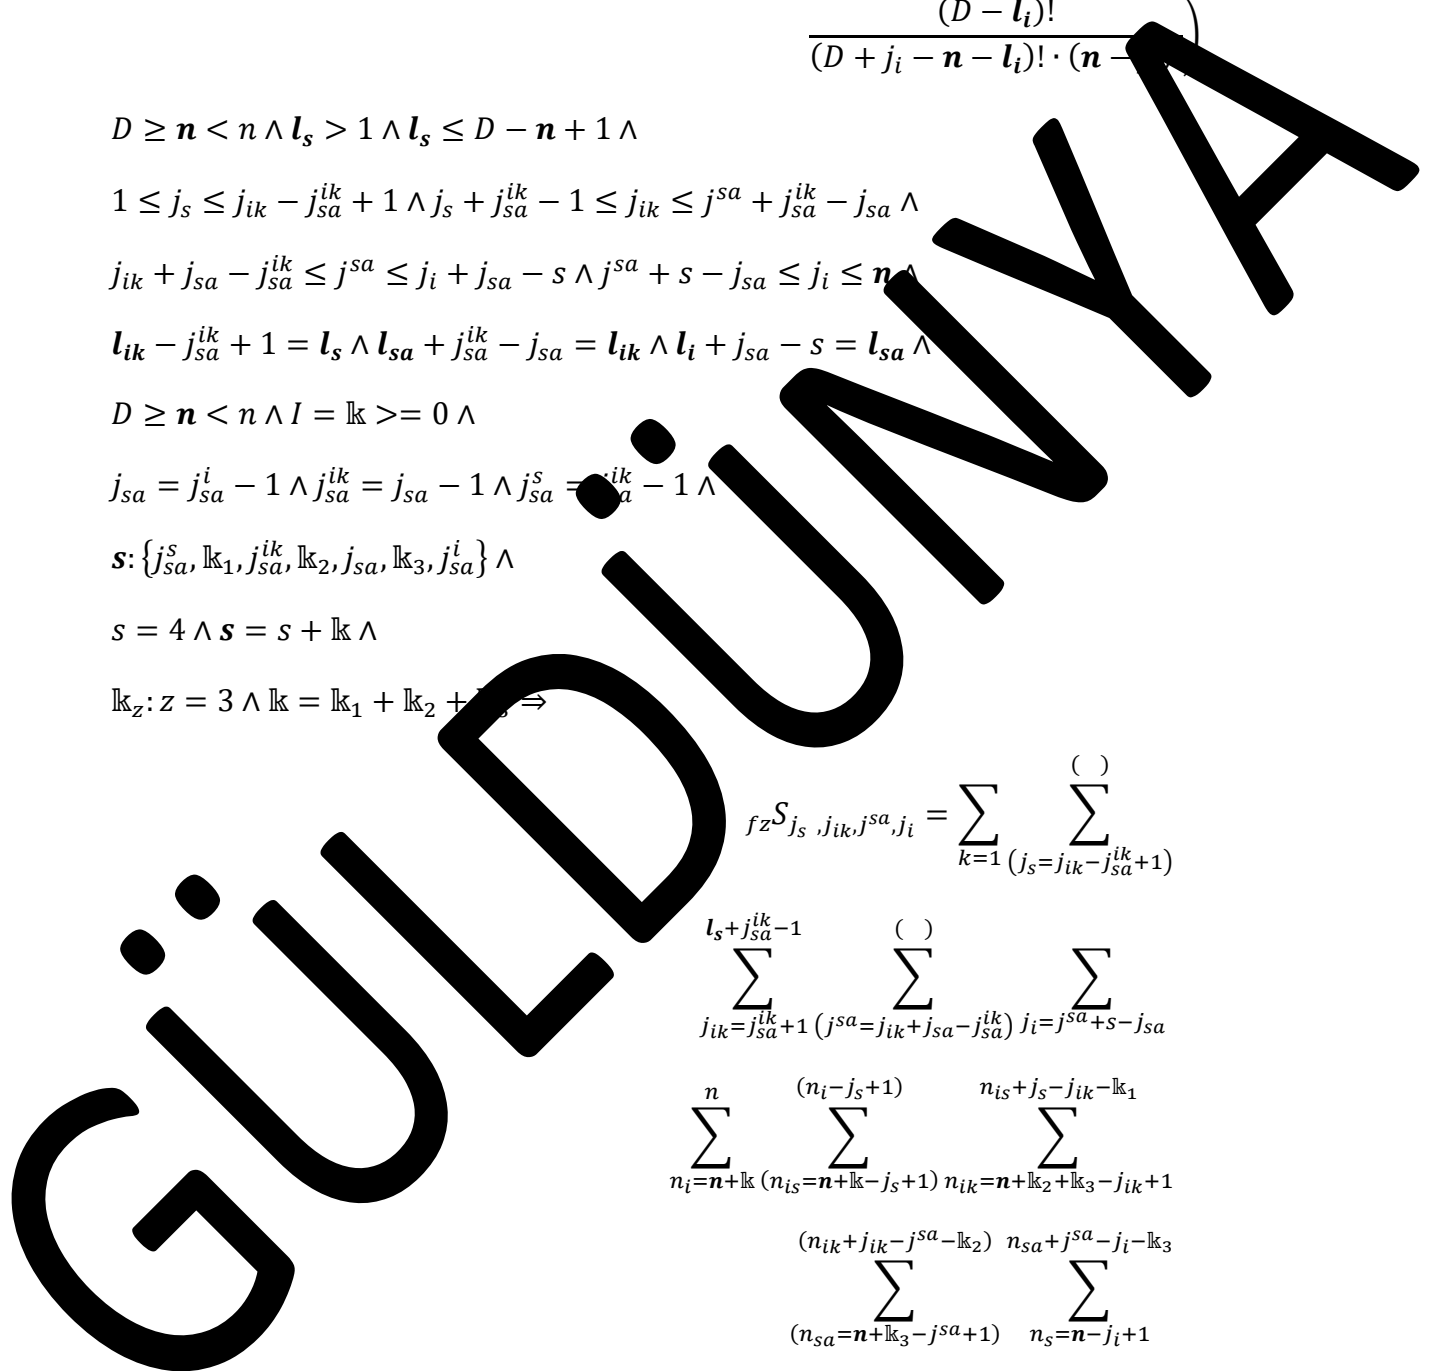 (D − l_i)!
(D + j_i − n − l_i)! · (n −
D ≥ n < n ∧ l_s > 1 ∧ l_s ≤ D − n + 1 ∧
1 ≤ j_s ≤ j_{ik} − j_{sa}^{ik} + 1 ∧ j_s + j_{sa}^{ik} − 1 ≤ j_{ik} ≤ j^{sa} + j_{sa}^{ik} − j_{sa} ∧
j_{ik} + j_{sa} − j_{sa}^{ik} ≤ j^{sa} ≤ j_i + j_{sa} − s ∧ j^{sa} + s − j_{sa} ≤ j_i ≤ n ∧
l_{ik} − j_{sa}^{ik} + 1 = l_s ∧ l_{sa} + j_{sa}^{ik} − j_{sa} = l_{ik} ∧ l_i + j_{sa} − s = l_{sa} ∧
D ≥ n < n ∧ I = 𝕜 >= 0 ∧
j_{sa} = j_{sa}^i − 1 ∧ j_{sa}^{ik} = j_{sa} − 1 ∧ j_{sa}^s = j_{sa}^{ik} − 1 ∧
s: {j_{sa}^s, 𝕜_1, j_{sa}^{ik}, 𝕜_2, j_{sa}, 𝕜_3, j_{sa}^i} ∧
s = 4 ∧ s = s + 𝕜 ∧
𝕜_z: z = 3 ∧ 𝕜 = 𝕜_1 + 𝕜_2 + 𝕜_3 ⇒
_{fz}S_{j_s ,j_{ik},j^{sa},j_i} = ∑_{k=1} ∑_{(j_s=j_{ik}−j_{sa}^{ik}+1)}^{( )}
∑_{j_{ik}=j_{sa}^{ik}+1}^{l_s+j_{sa}^{ik}−1} ∑_{(j^{sa}=j_{ik}+j_{sa}−j_{sa}^{ik})}^{( )} ∑_{j_i=j^{sa}+s−j_{sa}}
∑_{n_i=n+𝕜}^{n} ∑_{(n_{is}=n+𝕜−j_s+1)}^{(n_i−j_s+1)} ∑_{n_{ik}=n+𝕜_2+𝕜_3−j_{ik}+1}^{n_{is}+j_s−j_{ik}−𝕜_1}
∑_{(n_{sa}=n+𝕜_3−j^{sa}+1)}^{(n_{ik}+j_{ik}−j^{sa}−𝕜_2)} ∑_{n_s=n−j_i+1}^{n_{sa}+j^{sa}−j_i−𝕜_3}
GÜLDÜNYA